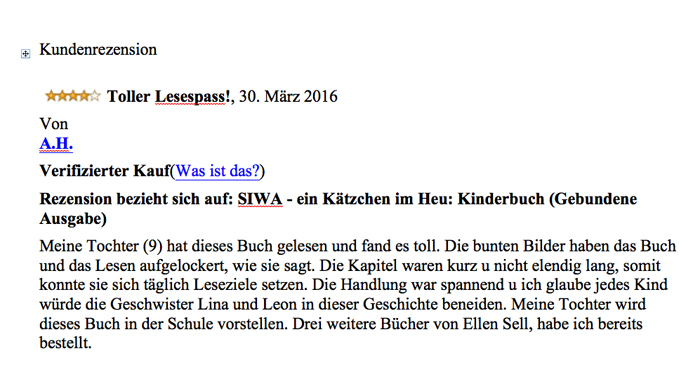 Kundenrezension
Toller Lesespass!, 30. März 2016
Von
A.H.
Verifizierter Kauf(Was ist das?)
Rezension bezieht sich auf: SIWA - ein Kätzchen im Heu: Kinderbuch (Gebundene
Ausgabe)
Meine Tochter (9) hat dieses Buch gelesen und fand es toll. Die bunten Bilder haben das Buch
und das Lesen aufgelockert, wie sie sagt. Die Kapitel waren kurz u nicht elendig lang, somit
konnte sie sich täglich Leseziele setzen. Die Handlung war spannend u ich glaube jedes Kind
würde die Geschwister Lina und Leon in dieser Geschichte beneiden. Meine Tochter wird
dieses Buch in der Schule vorstellen. Drei weitere Bücher von Ellen Sell, habe ich bereits
bestellt.